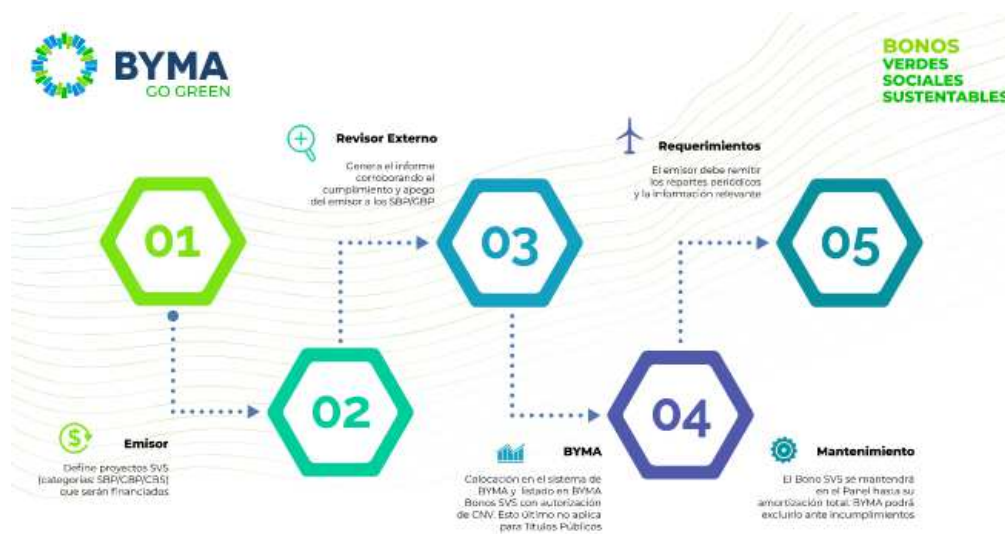 BYMA
GO GREEN
BONOS
VERDES
SOCIALES
SUSTENTABLES
01
Emisor
Define proyectos SVS
(categorías: SBP/GBP/CBS)
que serán financiados
02
Revisor Externo
Genera el informe
corroborando el
cumplimiento y apego
del emisor a los SBP/GBP
03
BYMA
Colocación en el sistema de
BYMA y listado en BYMA
Bonos SVS con autorización
de CNV. Esto último no aplica
para Títulos Públicos
04
Requerimientos
El emisor debe remitir
los reportes periódicos
y la información relevante
05
Mantenimiento
El Bono SVS se mantendrá
en el Panel hasta su
amortización total. BYMA podrá
excluirlo ante incumplimientos